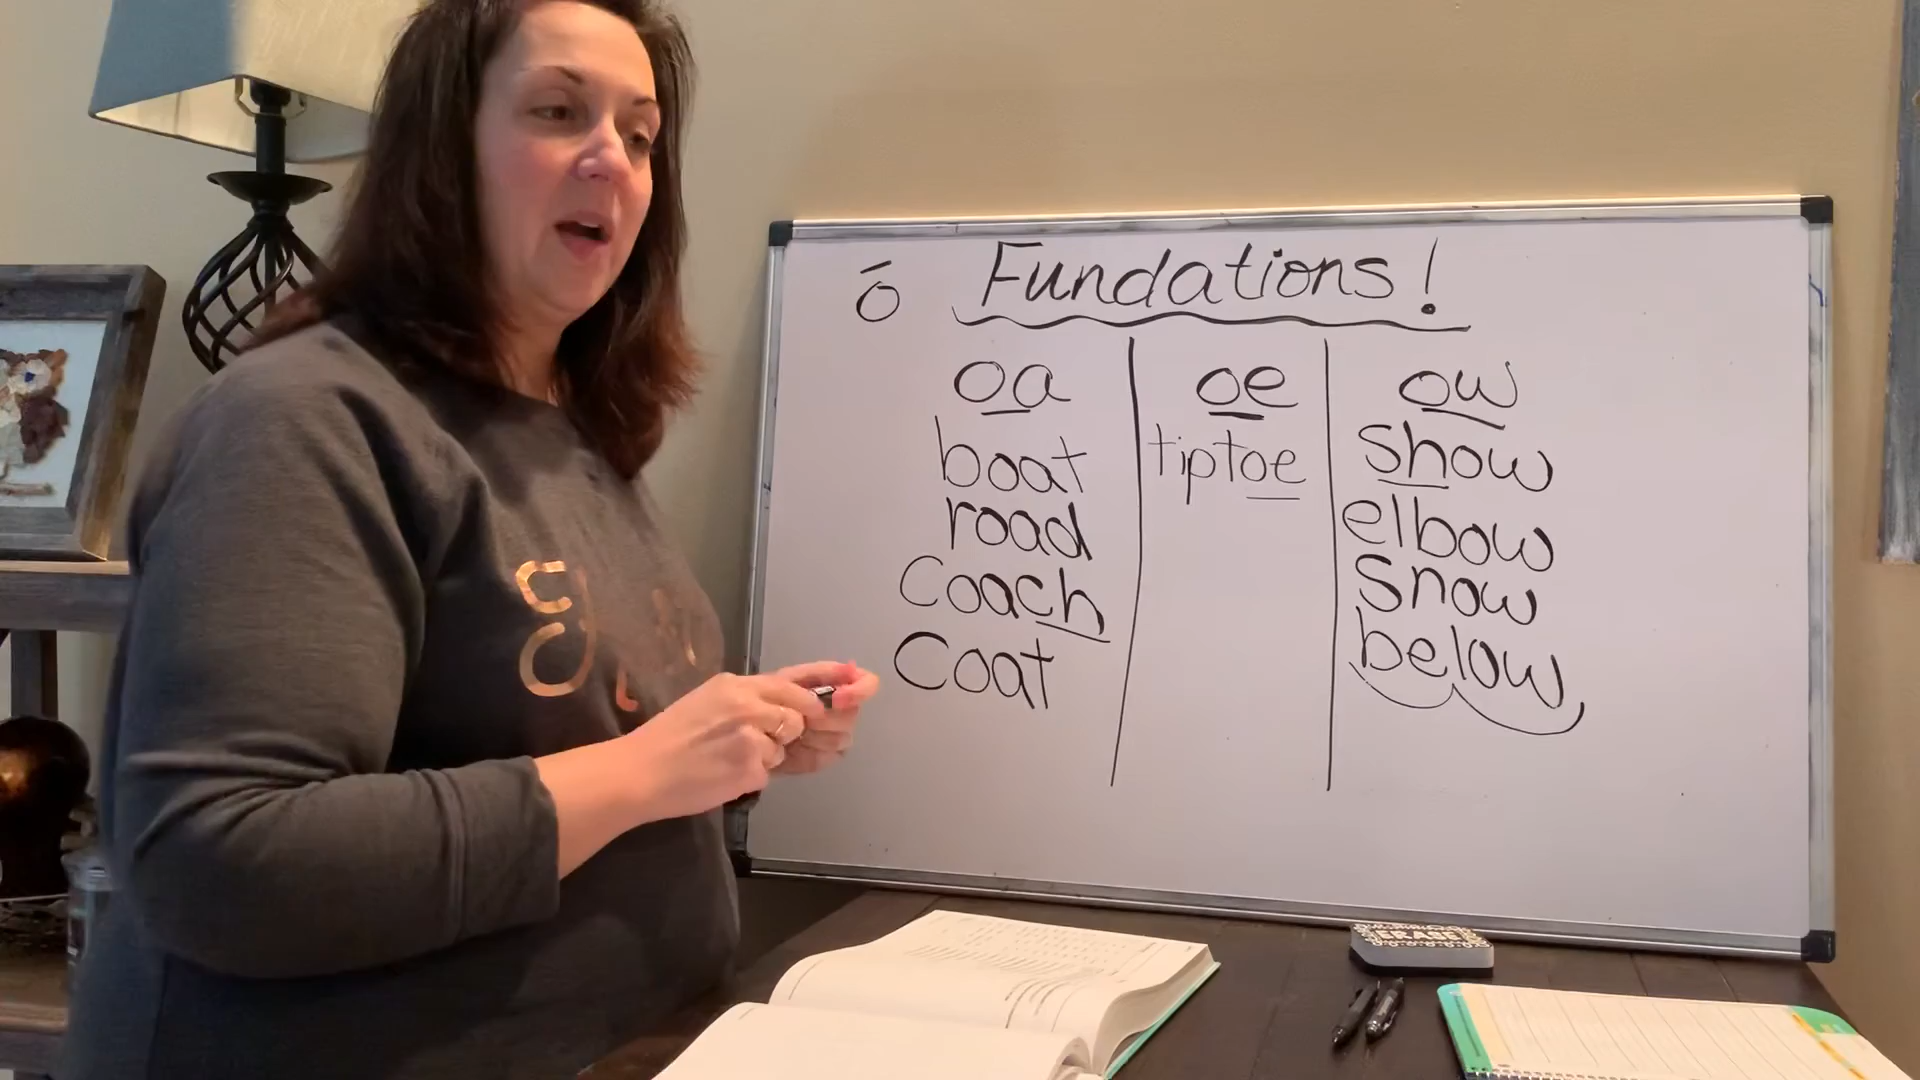 ō Fundations!
oa oe ow
boat tiptoe show
road elbow
coach snow
coat below
ERASE